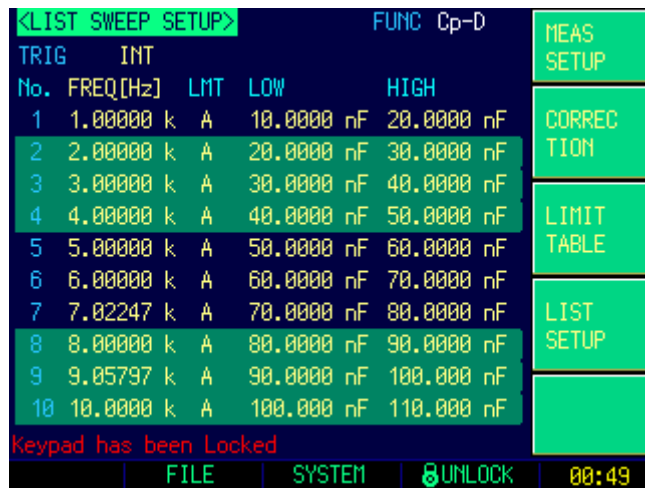 <LIST SWEEP SETUP> FUNC Cp-D
TRIG INT
No. FREQ[Hz] LMT LOW HIGH
1 1.00000 k A 10.0000 nF 20.0000 nF
2 2.00000 k A 20.0000 nF 30.0000 nF
3 3.00000 k A 30.0000 nF 40.0000 nF
4 4.00000 k A 40.0000 nF 50.0000 nF
5 5.00000 k A 50.0000 nF 60.0000 nF
6 6.00000 k A 60.0000 nF 70.0000 nF
7 7.02247 k A 70.0000 nF 80.0000 nF
8 8.00000 k A 80.0000 nF 90.0000 nF
9 9.05797 k A 90.0000 nF 100.000 nF
10 10.0000 k A 100.000 nF 110.000 nF
Keypad has been Locked
MEAS
SETUP
CORREC
TION
LIMIT
TABLE
LIST
SETUP
FILE SYSTEM UNLOCK 00:49